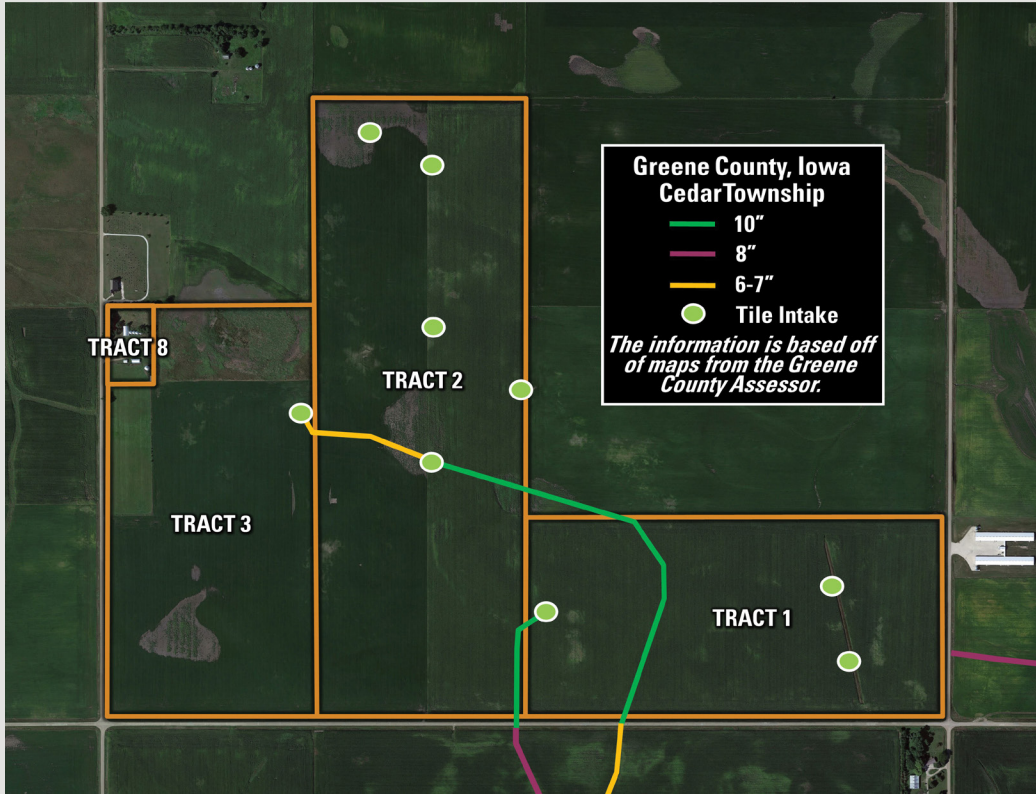 Greene County, Iowa
CedarTownship
10”
8”
6-7”
Tile Intake
The information is based off
of maps from the Greene
County Assessor.
TRACT 8
TRACT 2
TRACT 3
TRACT 1